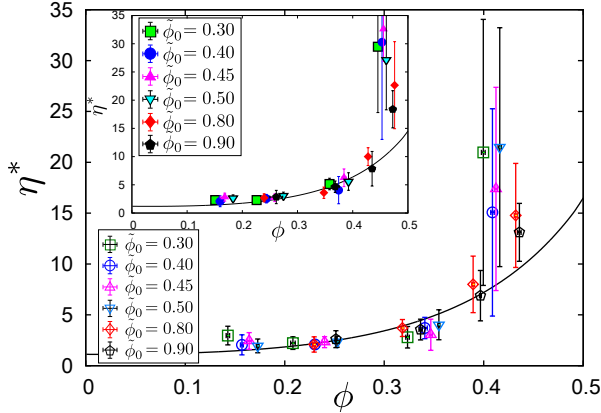 35
30
25
20
15
10
5
0
η*
0
0.1
0.2
0.3
0.4
0.5
ϕ
ϕ̃₀ = 0.30
ϕ̃₀ = 0.40
ϕ̃₀ = 0.45
ϕ̃₀ = 0.50
ϕ̃₀ = 0.80
ϕ̃₀ = 0.90
35
30
25
20
15
10
5
0
η*
0
0.1
0.2
0.3
0.4
0.5
ϕ
ϕ̃₀ = 0.30
ϕ̃₀ = 0.40
ϕ̃₀ = 0.45
ϕ̃₀ = 0.50
ϕ̃₀ = 0.80
ϕ̃₀ = 0.90